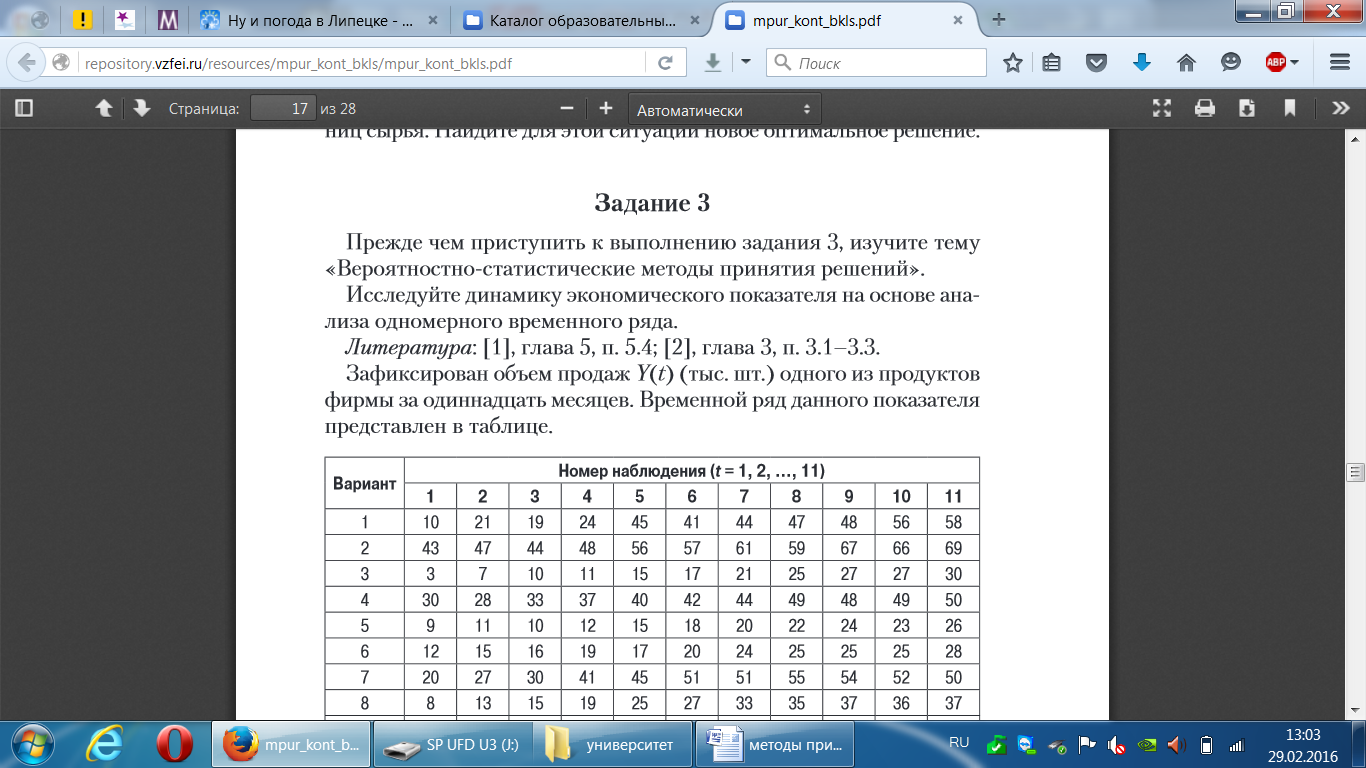 Ну и погода в Липецке - ...
Каталог образовательны...
mpur_kont_bkls.pdf
repository.vzfei.ru/resources/mpur_kont_bkls/mpur_kont_bkls.pdf
Поиск
ABP
Страница: 17 из 28
Автоматически
ниц сырья. Найдите для этой ситуации новое оптимальное решение.
Задание 3
Прежде чем приступить к выполнению задания 3, изучите тему
«Вероятностно-статистические методы принятия решений».
Исследуйте динамику экономического показателя на основе ана-
лиза одномерного временного ряда.
Литература: [1], глава 5, п. 5.4; [2], глава 3, п. 3.1–3.3.
Зафиксирован объем продаж Y(t) (тыс. шт.) одного из продуктов
фирмы за одиннадцать месяцев. Временной ряд данного показателя
представлен в таблице.
Вариант Номер наблюдения (t = 1, 2, ..., 11)
1 2 3 4 5 6 7 8 9 10 11
1 10 21 19 24 45 41 44 47 48 56 58
2 43 47 44 48 56 57 61 59 67 66 69
3 3 7 10 11 15 17 21 25 27 27 30
4 30 28 33 37 40 42 44 49 48 49 50
5 9 11 10 12 15 18 20 22 24 23 26
6 12 15 16 19 17 20 24 25 25 25 28
7 20 27 30 41 45 51 51 55 54 52 50
8 8 13 15 19 25 27 33 35 37 36 37
mpur_kont_b...
SP UFD U3 (J:)
университет
методы при...
RU
13:03
29.02.2016